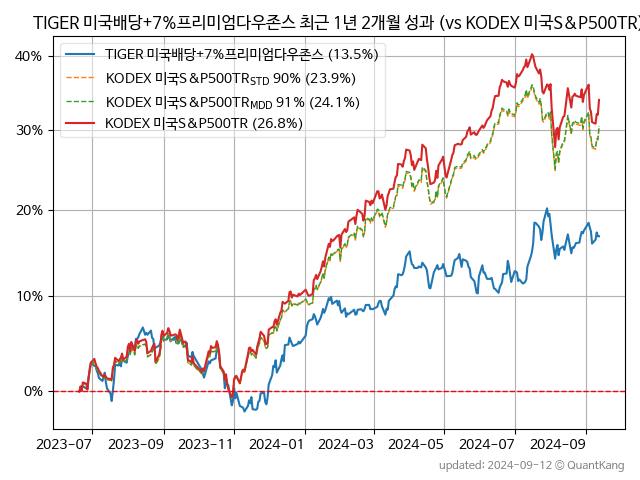 TIGER 미국배당+7%프리미엄다우존스 최근 1년 2개월 성과 (vs KODEX 미국S&P500TR)
TIGER 미국배당+7%프리미엄다우존스 (13.5%)
KODEX 미국S&P500TR_STD 90% (23.9%)
KODEX 미국S&P500TR_MDD 91% (24.1%)
KODEX 미국S&P500TR (26.8%)
40%
30%
20%
10%
0%
2023-07 2023-09 2023-11 2024-01 2024-03 2024-05 2024-07 2024-09
updated: 2024-09-12 © QuantKang